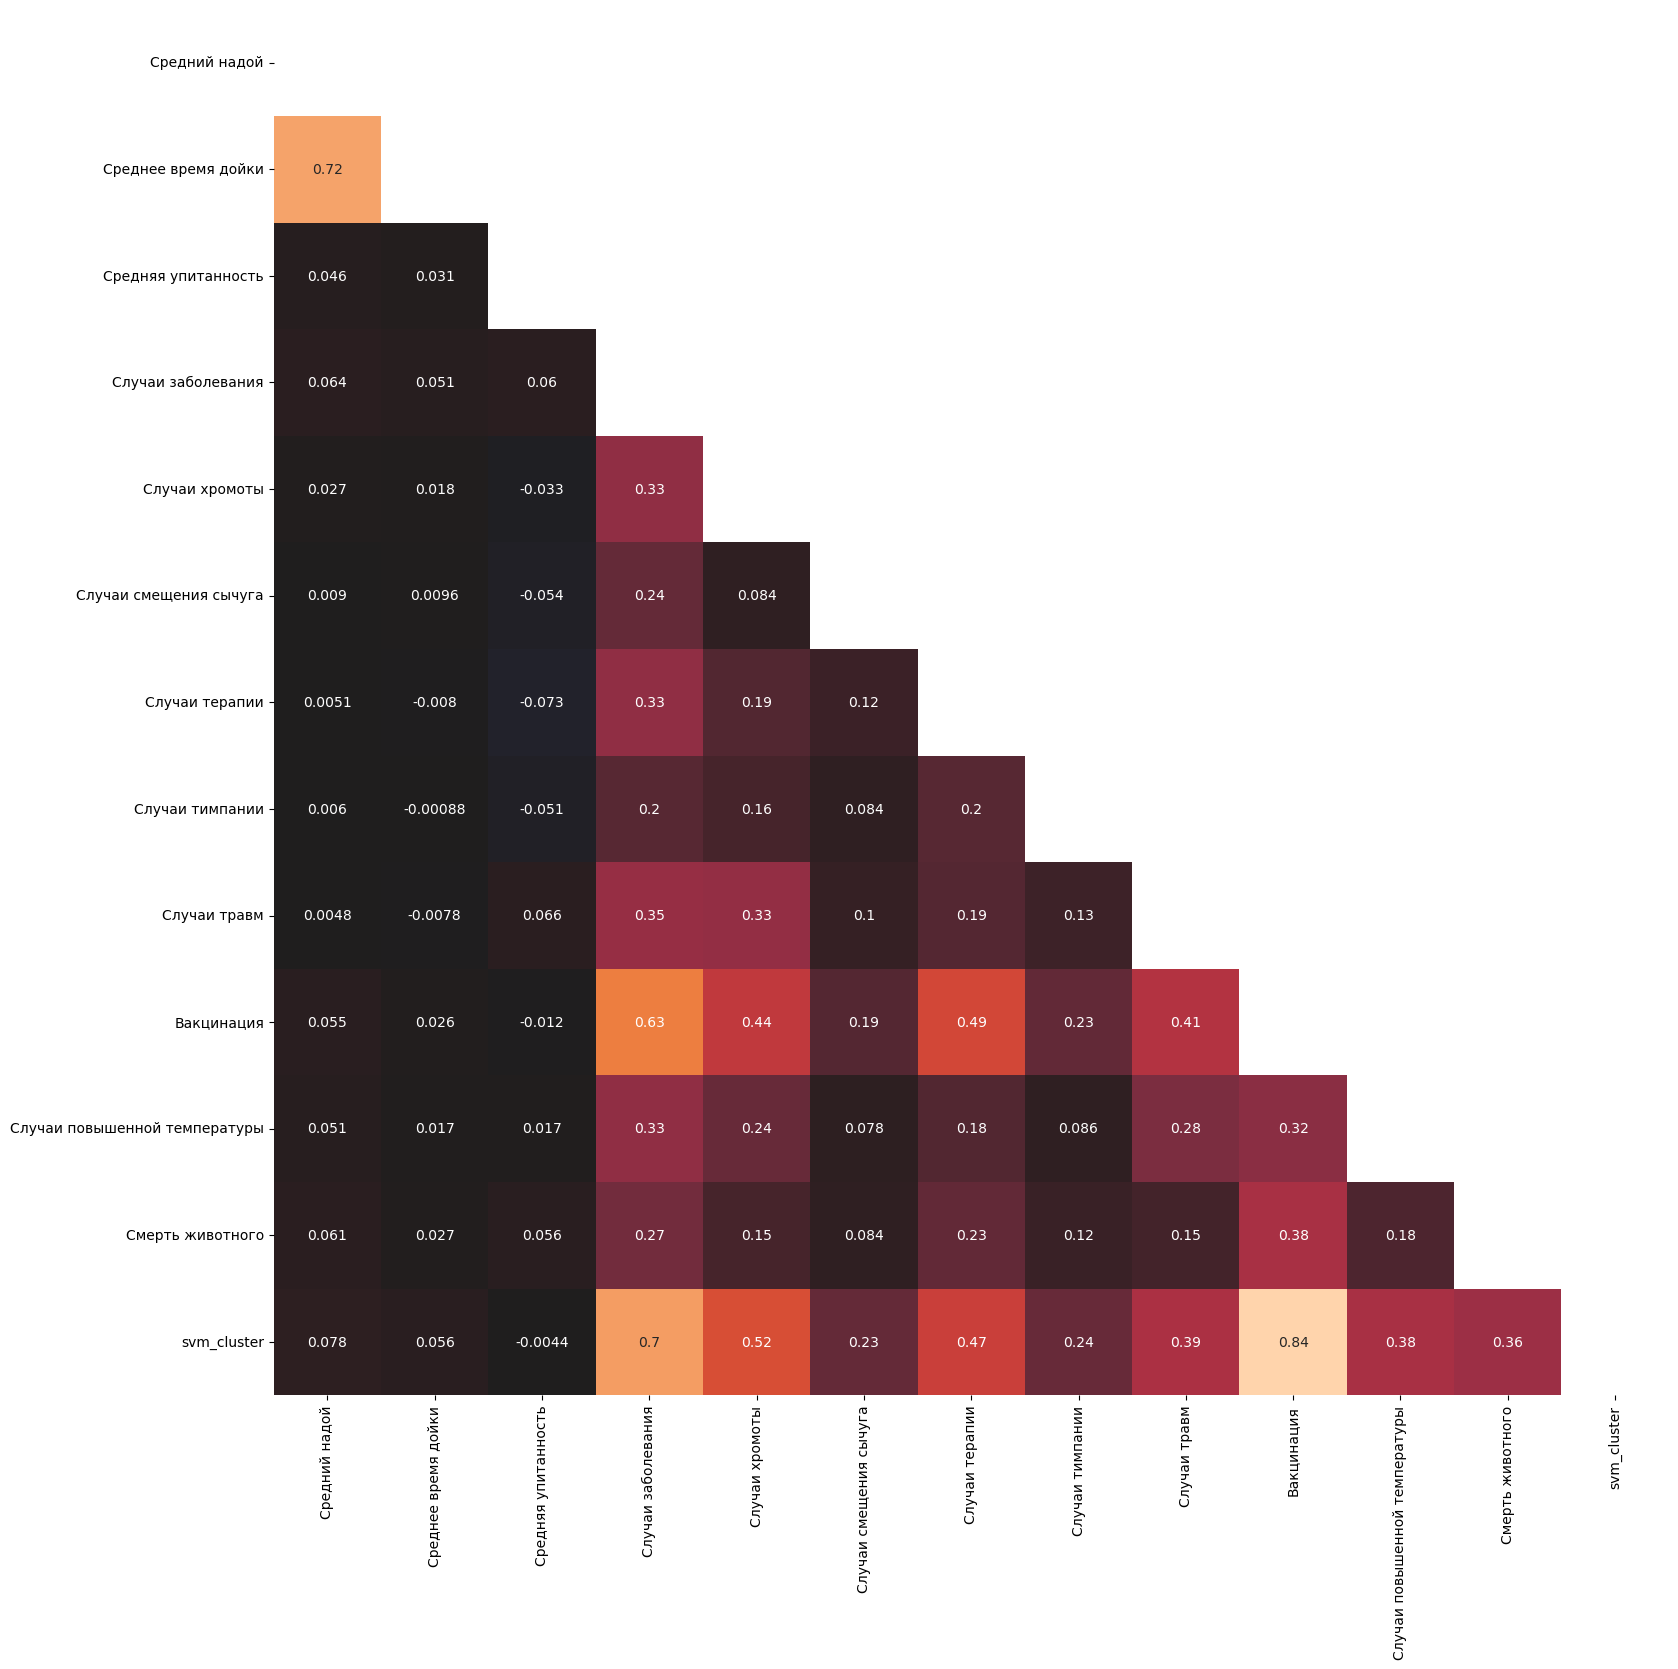 Средний надой
Среднее время дойки 0.72
Средняя упитанность 0.046 0.031
Случаи заболевания 0.064 0.051 0.06
Случаи хромоты 0.027 0.018 -0.033 0.33
Случаи смещения сычуга 0.009 0.0096 -0.054 0.24 0.084
Случаи терапии 0.0051 -0.008 -0.073 0.33 0.19 0.12
Случаи тимпании 0.006 -0.00088 -0.051 0.2 0.16 0.084 0.2
Случаи травм 0.0048 -0.0078 0.066 0.35 0.33 0.1 0.19 0.13
Вакцинация 0.055 0.026 -0.012 0.63 0.44 0.19 0.49 0.23 0.41
Случаи повышенной температуры 0.051 0.017 0.017 0.33 0.24 0.078 0.18 0.086 0.28 0.32
Смерть животного 0.061 0.027 0.056 0.27 0.15 0.084 0.23 0.12 0.15 0.38 0.18
svm_cluster 0.078 0.056 -0.0044 0.7 0.52 0.23 0.47 0.24 0.39 0.84 0.38 0.36
Средний надой
Среднее время дойки
Средняя упитанность
Случаи заболевания
Случаи хромоты
Случаи смещения сычуга
Случаи терапии
Случаи тимпании
Случаи травм
Вакцинация
Случаи повышенной температуры
Смерть животного
svm_cluster